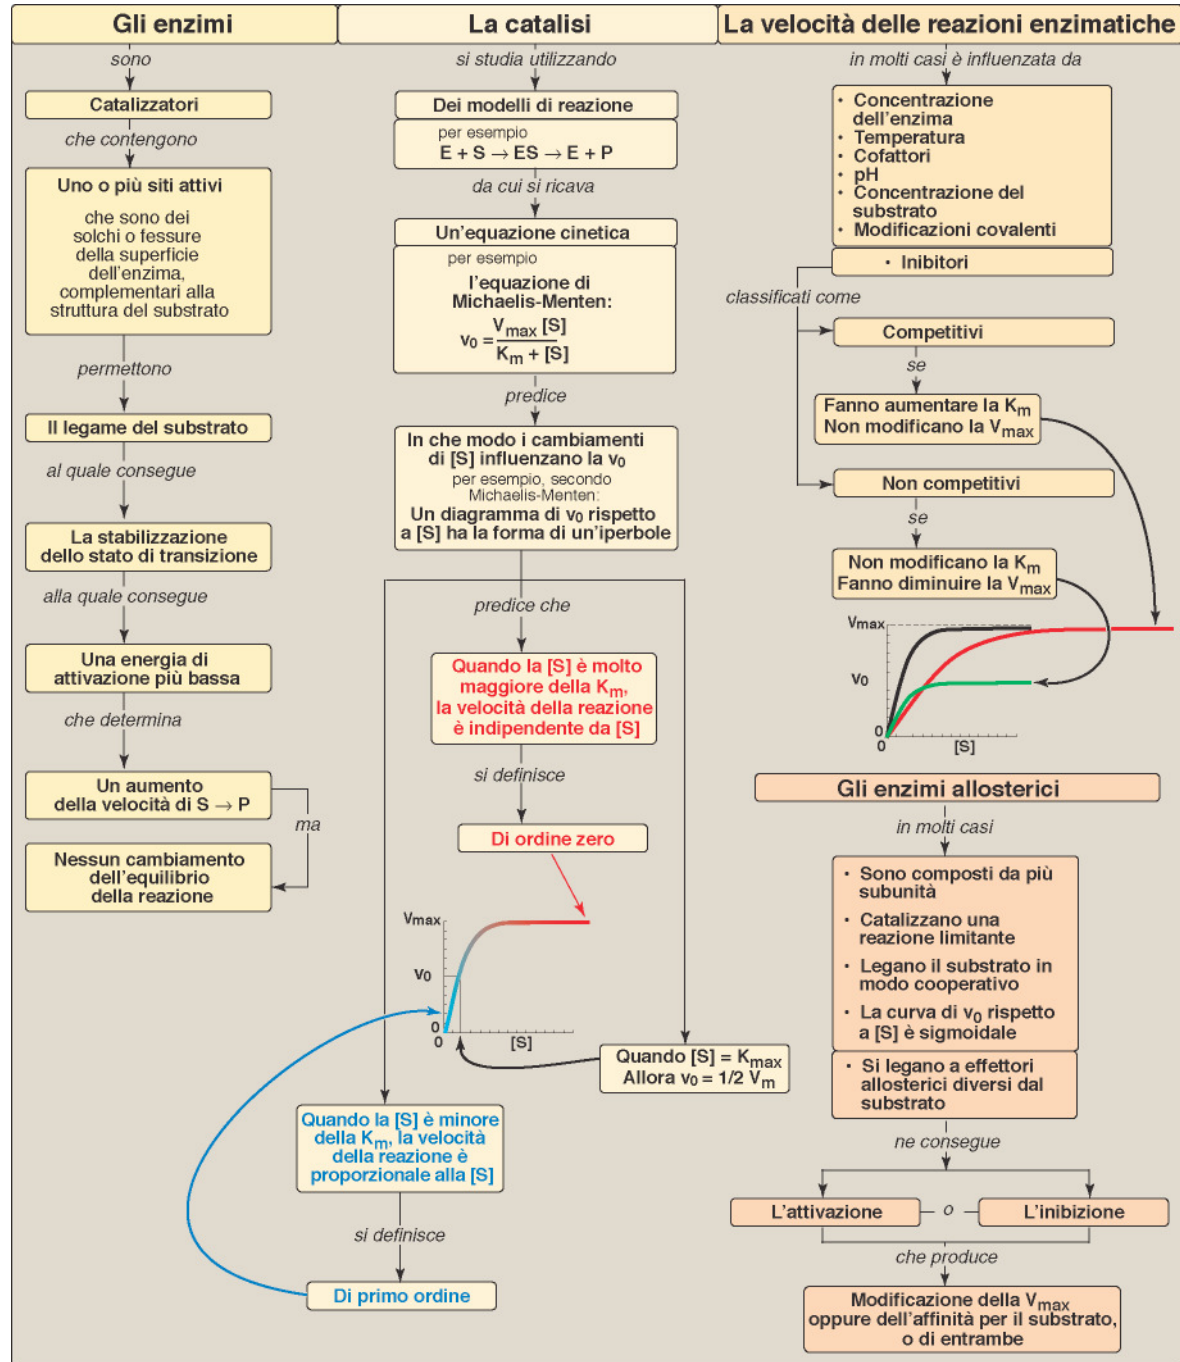 Gli enzimi
sono
Catalizzatori
che contengono
Uno o più siti attivi
che sono dei
solchi o fessure
della superficie
dell'enzima,
complementari alla
struttura del substrato
permettono
Il legame del substrato
al quale consegue
La stabilizzazione
dello stato di transizione
alla quale consegue
Una energia di
attivazione più bassa
che determina
Un aumento
della velocità di S → P
ma
Nessun cambiamento
dell'equilibrio
della reazione
La catalisi
si studia utilizzando
Dei modelli di reazione
per esempio
E + S → ES → E + P
da cui si ricava
Un'equazione cinetica
per esempio
l'equazione di
Michaelis-Menten:
v0 = Vmax [S] / Km + [S]
predice
In che modo i cambiamenti
di [S] influenzano la v0
per esempio, secondo
Michaelis-Menten:
Un diagramma di v0 rispetto
a [S] ha la forma di un'iperbole
predice che
Quando la [S] è molto
maggiore della Km,
la velocità della reazione
è indipendente da [S]
si definisce
Di ordine zero
Vmax
v0
0
0
[S]
Quando [S] = Kmax
Allora v0 = 1/2 Vm
Quando la [S] è minore
della Km, la velocità
della reazione è
proporzionale alla [S]
si definisce
Di primo ordine
La velocità delle reazioni enzimatiche
in molti casi è influenzata da
• Concentrazione
dell'enzima
• Temperatura
• Cofattori
• pH
• Concentrazione del
substrato
• Modificazioni covalenti
• Inibitori
classificati come
Competitivi
se
Fanno aumentare la Km
Non modificano la Vmax
Non competitivi
se
Non modificano la Km
Fanno diminuire la Vmax
Vmax
v0
0
0
[S]
Gli enzimi allosterici
in molti casi
• Sono composti da più
subunità
• Catalizzano una
reazione limitante
• Legano il substrato in
modo cooperativo
• La curva di v0 rispetto
a [S] è sigmoidale
• Si legano a effettori
allosterici diversi dal
substrato
ne consegue
L'attivazione
o
L'inibizione
che produce
Modificazione della Vmax
oppure dell'affinità per il substrato,
o di entrambe